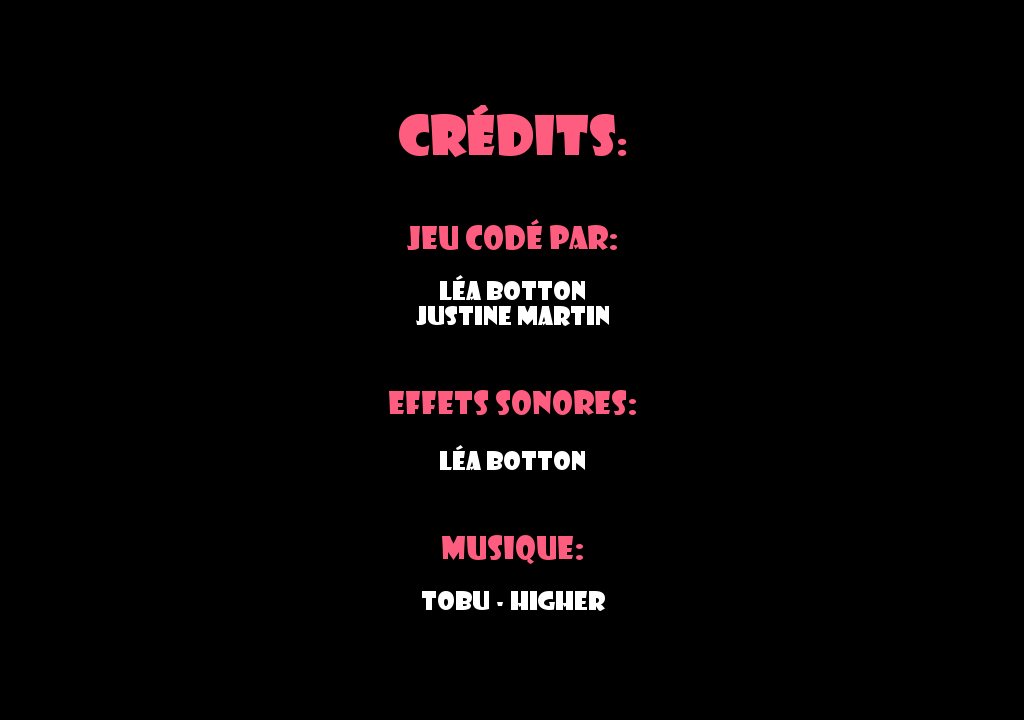 CRÉDITS:
JEU CODÉ PAR:
LÉA BOTTON
JUSTINE MARTIN
EFFETS SONORES:
LÉA BOTTON
MUSIQUE:
TOBU - HIGHER